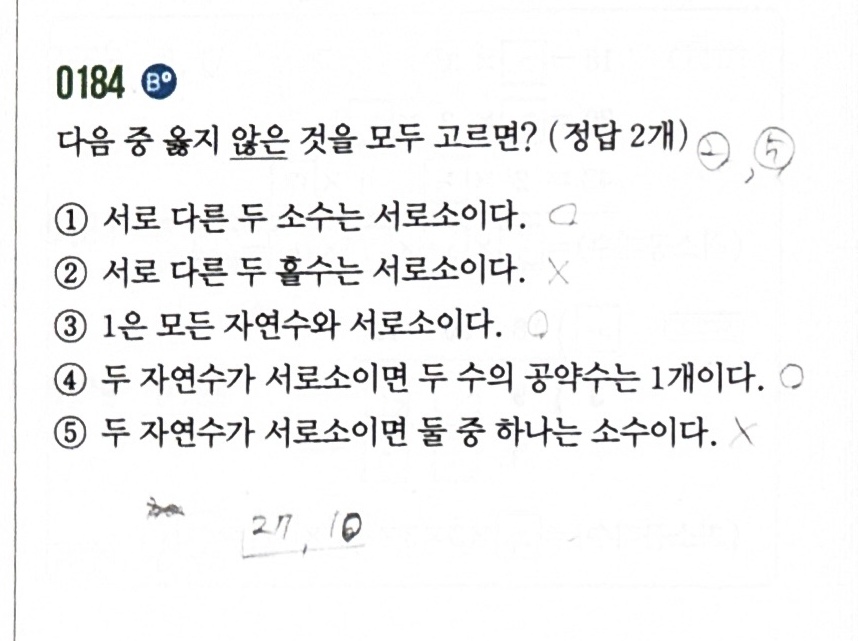 0184 B⁰
다음 중 옳지 않은 것을 모두 고르면? (정답 2개) ②, ⑤
① 서로 다른 두 소수는 서로소이다. ○
② 서로 다른 두 홀수는 서로소이다. X
③ 1은 모든 자연수와 서로소이다. ○
④ 두 자연수가 서로소이면 두 수의 공약수는 1개이다. ○
⑤ 두 자연수가 서로소이면 둘 중 하나는 소수이다. X
27, 10